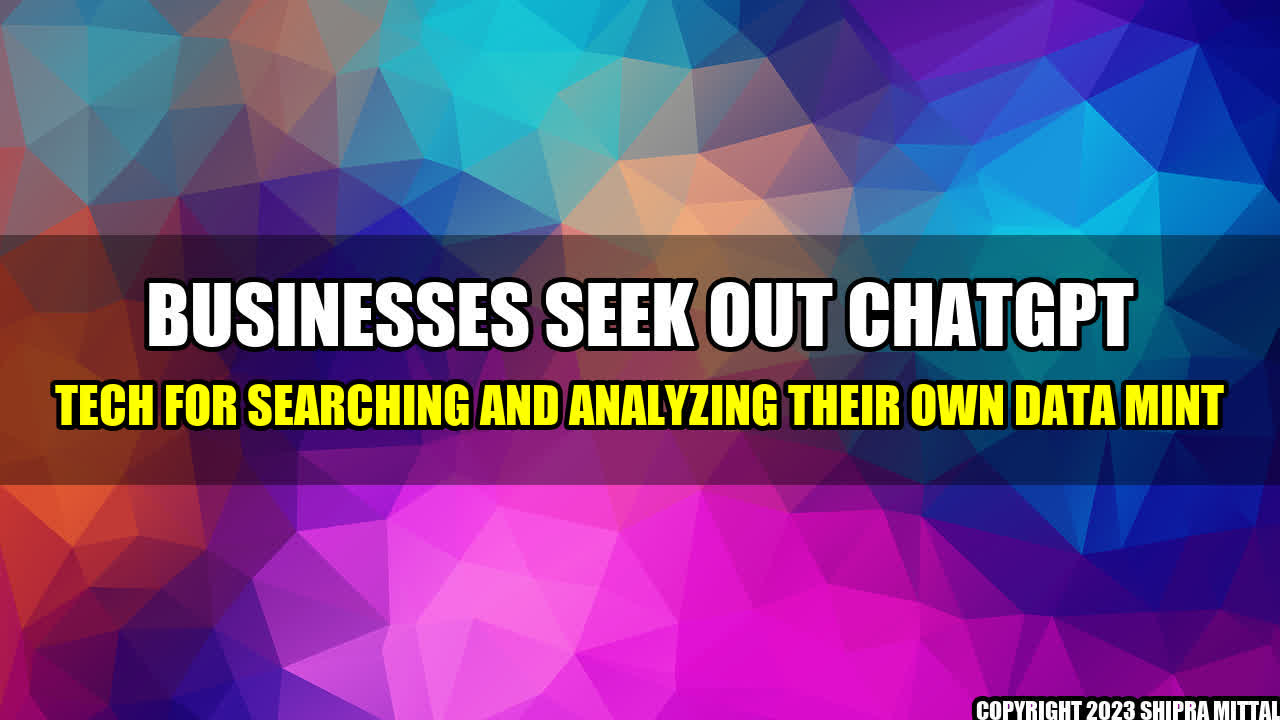 BUSINESSES SEEK OUT CHATGPT
TECH FOR SEARCHING AND ANALYZING THEIR OWN DATA MINT
COPYRIGHT 2023 SHIPRA MITTAL